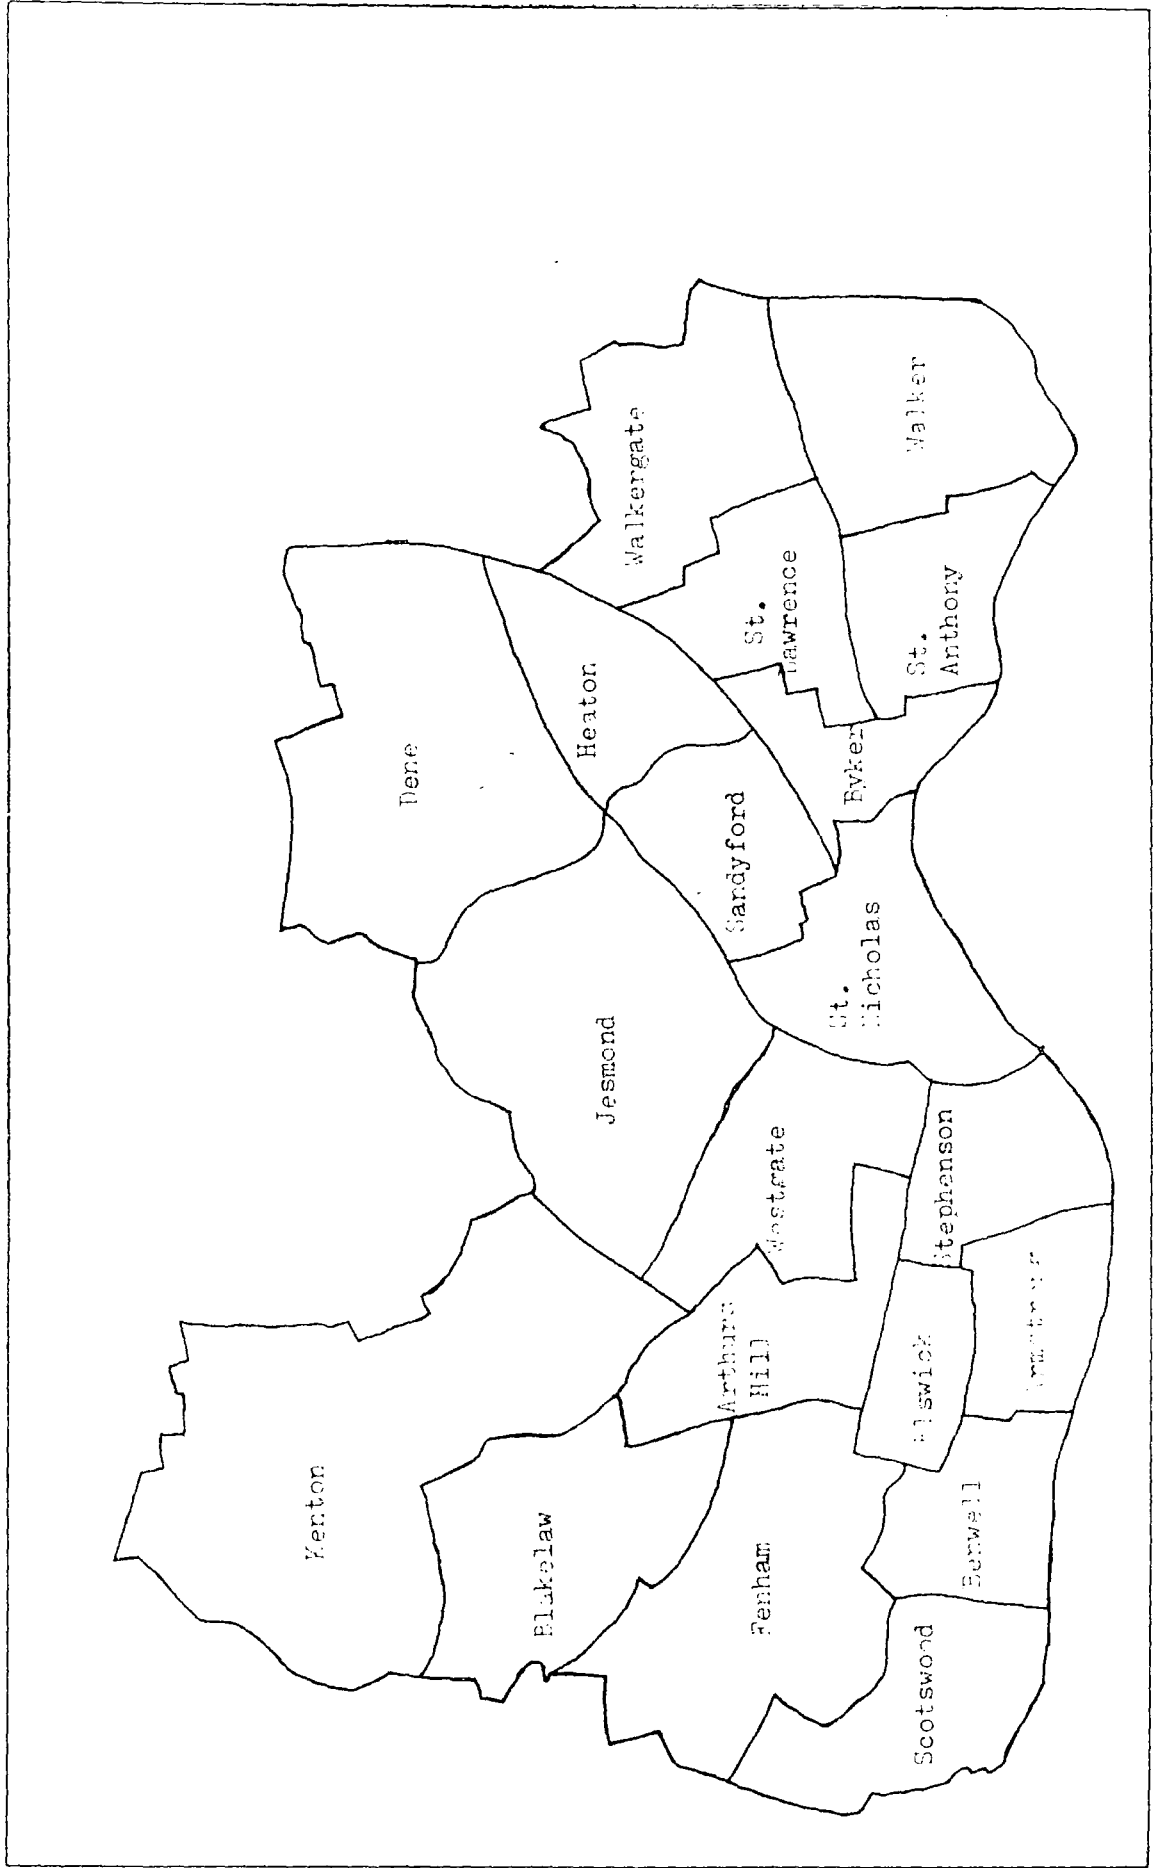 Kenton
Blakelaw
Fenham
Scotswood
Benwell
Elswick
Arthurs
Hill
Westgate
Stephenson
Jesmond
Dene
Heaton
Sandyford
St.
Nicholas
Byker
St.
Lawrence
St.
Anthony
Walkergate
Walker